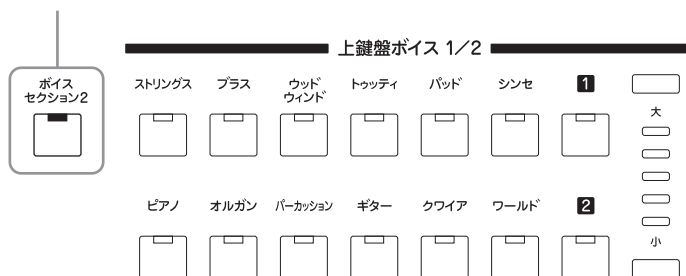 上鍵盤ボイス 1／2
ボイス
セクション2
ストリングス ブラス ウッド
ウィンド トゥッティ パッド シンセ 1
大
ピアノ オルガン パーカッション ギター クワイア ワールド 2
小